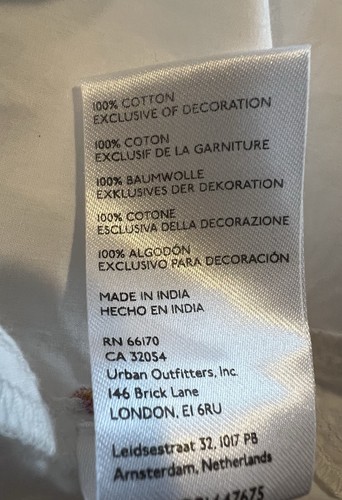 100% COTTON
EXCLUSIVE OF DECORATION
100% COTON
EXCLUSIF DE LA GARNITURE
100% BAUMWOLLE
EXKLUSIVES DER DEKORATION
100% COTONE
ESCLUSIVA DELLA DECORAZIONE
100% ALGODÓN
EXCLUSIVO PARA DECORACIÓN
MADE IN INDIA
HECHO EN INDIA
RN 66170
CA 32054
Urban Outfitters, Inc.
146 Brick Lane
LONDON, E1 6RU
Leidsestraat 32, 1017 PB
Amsterdam, Netherlands